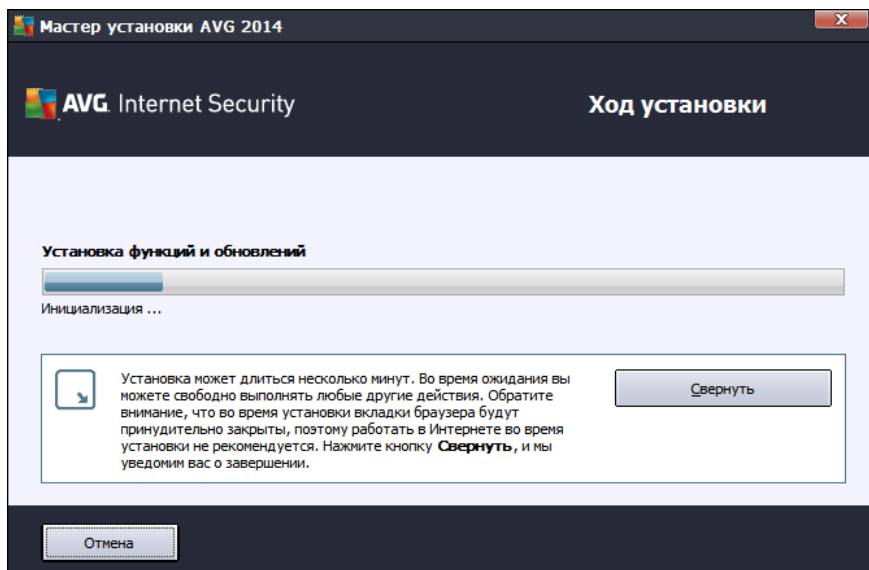 Мастер установки AVG 2014
AVG. Internet Security
Ход установки
Установка функций и обновлений
Инициализация ...
Установка может длиться несколько минут. Во время ожидания вы
можете свободно выполнять любые другие действия. Обратите
внимание, что во время установки вкладки браузера будут
принудительно закрыты, поэтому работать в Интернете во время
установки не рекомендуется. Нажмите кнопку Свернуть, и мы
уведомим вас о завершении.
Свернуть
Отмена